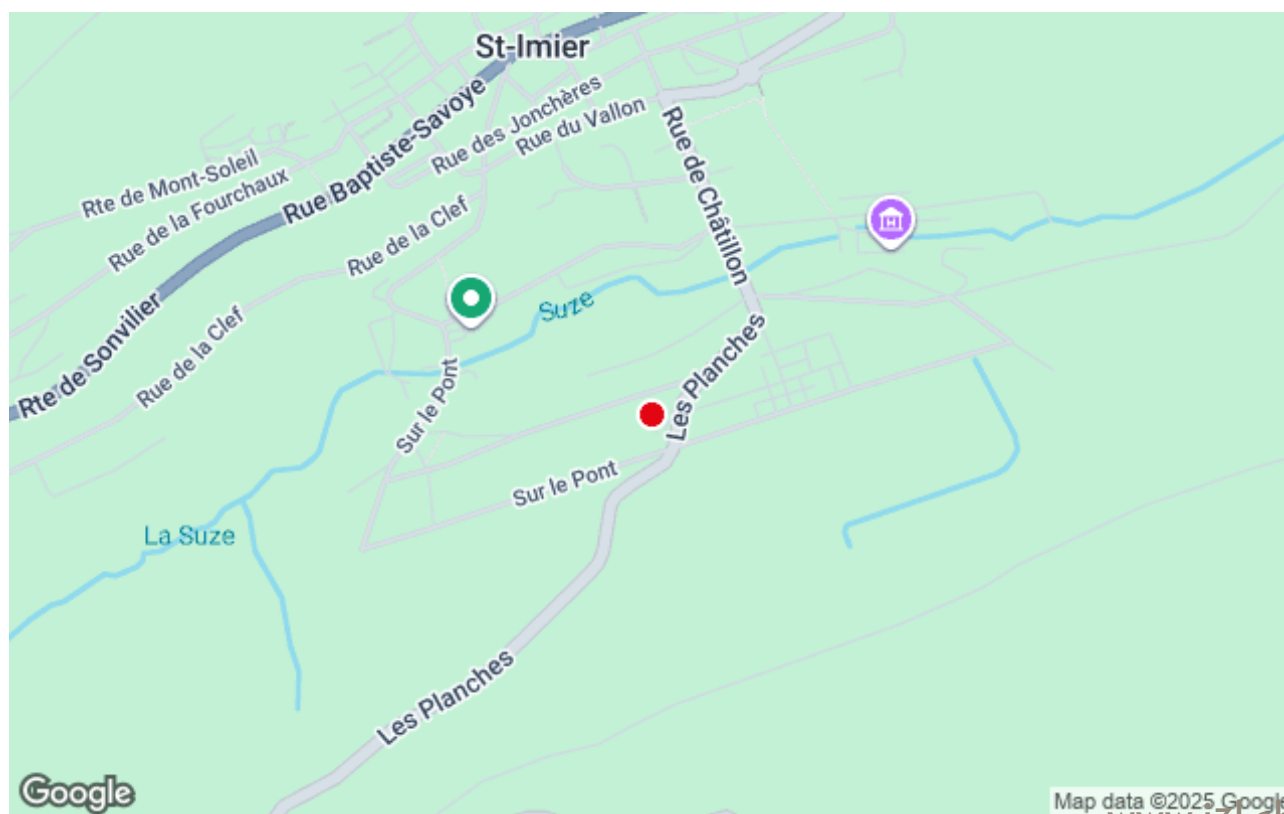 St-Imier
Rue Baptiste-Savoye
Rue des Jonchères
Rue du Vallon
Rue de Châtillon
Rte de Mont-Soleil
Rue de la Fourchaux
Rue de la Clef
Rte de Sonvilier
Rue de la Clef
Suze
H
Sur le Pont
Les Planches
Sur le Pont
La Suze
Les Planches
Google
Map data ©2025 Google